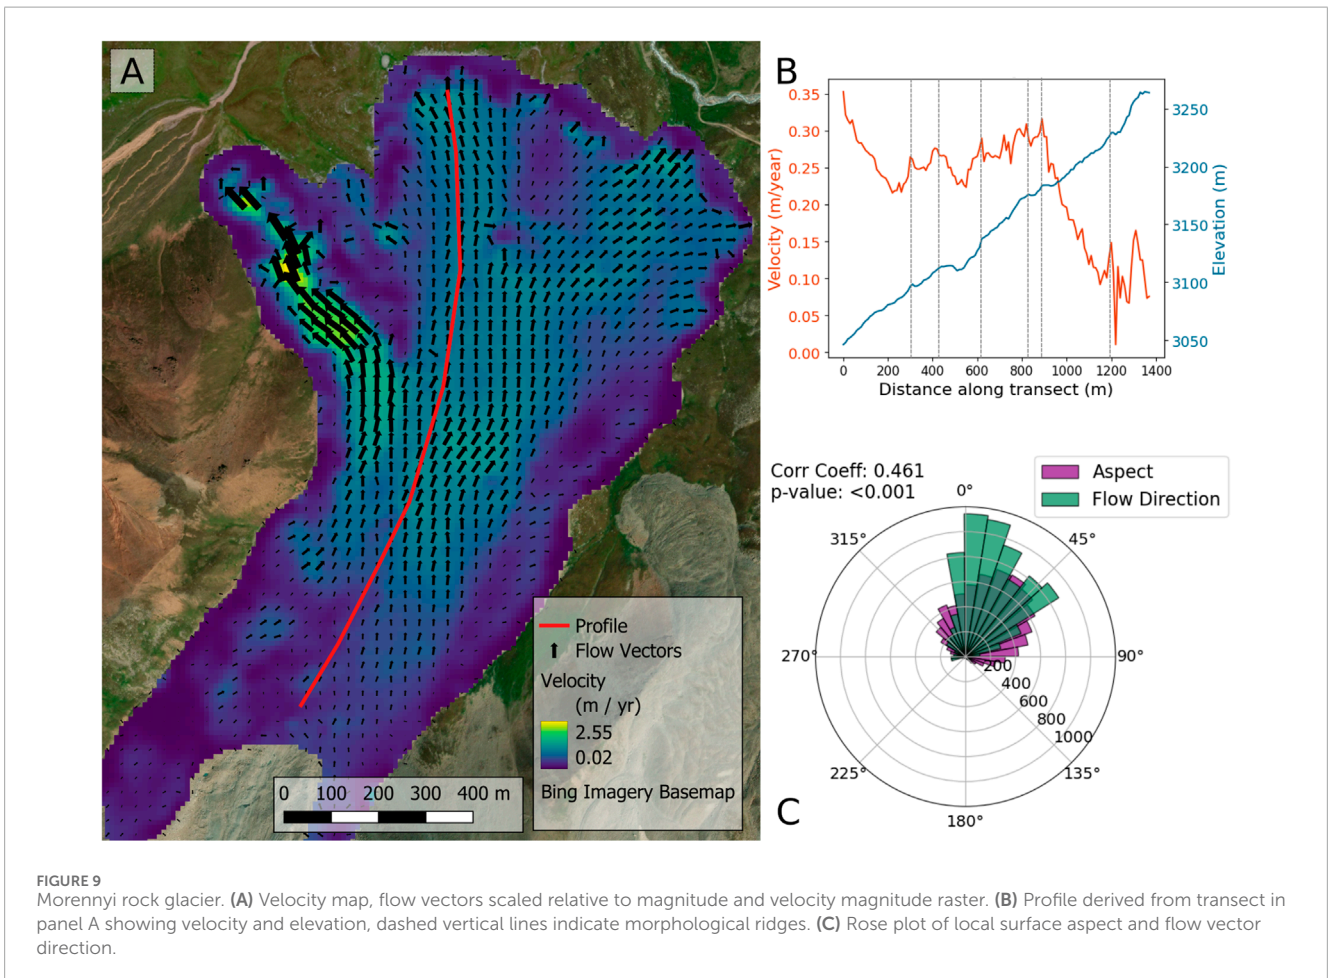 A
Profile
Flow Vectors
Velocity
(m / yr)
2.55
0.02
Bing Imagery Basemap
0 100 200 300 400 m
B
0.35
0.30
0.25
0.20
0.15
0.10
0.05
0.00
Velocity (m/year)
3250
3200
3150
3100
3050
Elevation (m)
0 200 400 600 800 1000 1200 1400
Distance along transect (m)
Corr Coeff: 0.461
p-value: <0.001
Aspect
Flow Direction
0°
45°
90°
135°
180°
225°
270°
315°
200
400
600
800
1000
C
FIGURE 9
Morennyi rock glacier. (A) Velocity map, flow vectors scaled relative to magnitude and velocity magnitude raster. (B) Profile derived from transect in
panel A showing velocity and elevation, dashed vertical lines indicate morphological ridges. (C) Rose plot of local surface aspect and flow vector
direction.